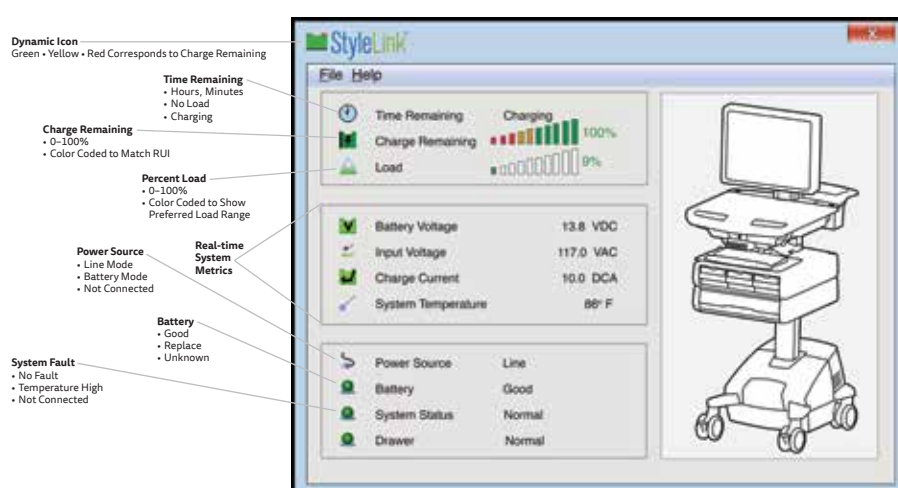 Dynamic Icon
Green • Yellow • Red Corresponds to Charge Remaining
Time Remaining
• Hours, Minutes
• No Load
• Charging
Charge Remaining
• 0–100%
• Color Coded to Match RUI
Percent Load
• 0–100%
• Color Coded to Show
Preferred Load Range
Power Source
• Line Mode
• Battery Mode
• Not Connected
Real-time
System
Metrics
Battery
• Good
• Replace
• Unknown
System Fault
• No Fault
• Temperature High
• Not Connected
StyleLink
File Help
Time Remaining Charging
Charge Remaining 100%
Load 9%
Battery Voltage 13.8 VDC
Input Voltage 117.0 VAC
Charge Current 10.0 DCA
System Temperature 86° F
Power Source Line
Battery Good
System Status Normal
Drawer Normal